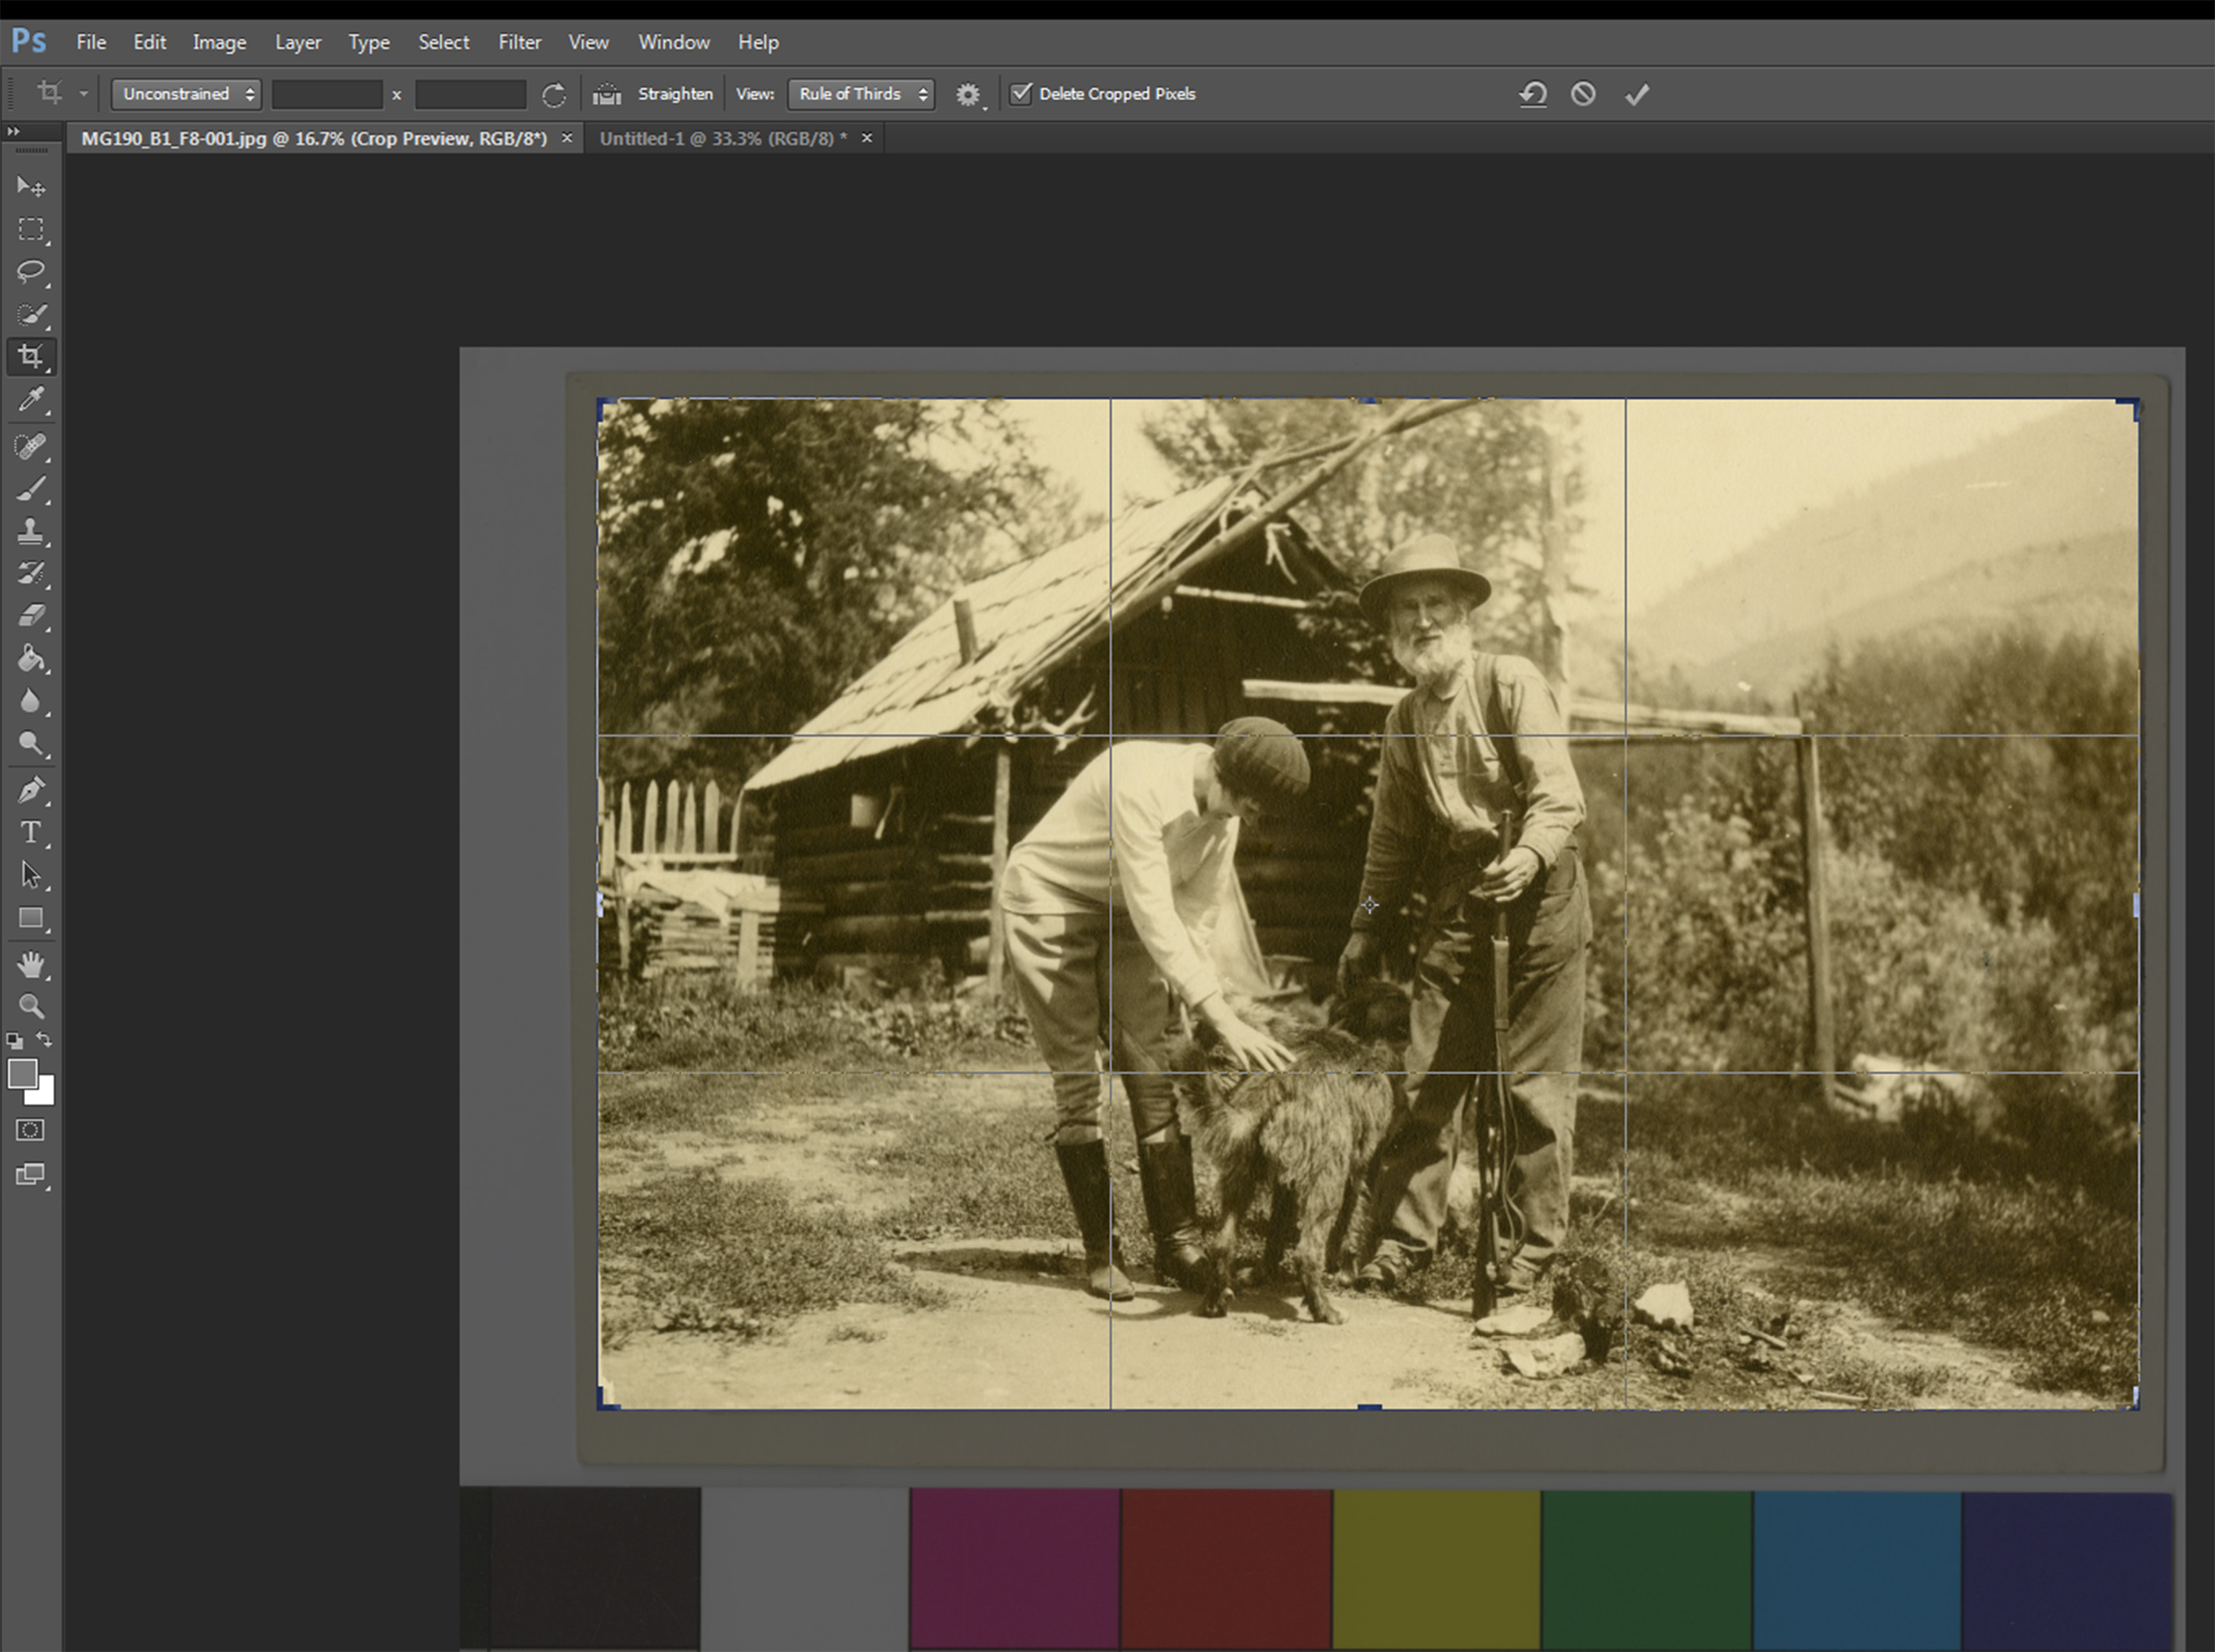 Ps File Edit Image Layer Type Select Filter View Window Help
Unconstrained x Straighten View: Rule of Thirds Delete Cropped Pixels
MG190_B1_F8-001.jpg @ 16.7% (Crop Preview, RGB/8*) × Untitled-1 @ 33.3% (RGB/8) * ×
T